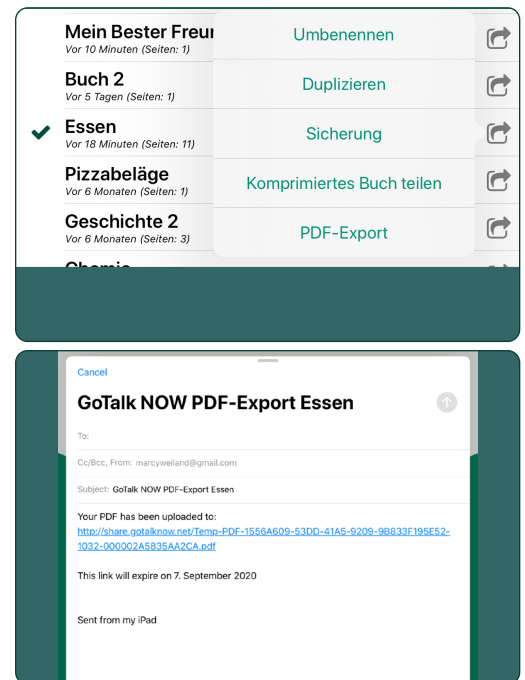 Mein Bester Freur
Umbenennen
Vor 10 Minuten (Seiten: 1)
Buch 2
Duplizieren
Vor 5 Tagen (Seiten: 1)
Essen
Sicherung
Vor 18 Minuten (Seiten: 11)
Pizzabeläge
Komprimiertes Buch teilen
Vor 6 Monaten (Seiten: 1)
Geschichte 2
PDF-Export
Vor 6 Monaten (Seiten: 3)
Cancel
GoTalk NOW PDF-Export Essen
To:
Cc/Bcc, From: marcyweiland@gmail.com
Subject: GoTalk NOW PDF-Export Essen
Your PDF has been uploaded to:
http://share.gotalknow.net/Temp-PDF-1556A609-53DD-41A5-9209-9B833F195E52-
1032-000002A5835AA2CA.pdf
This link will expire on 7. September 2020
Sent from my iPad